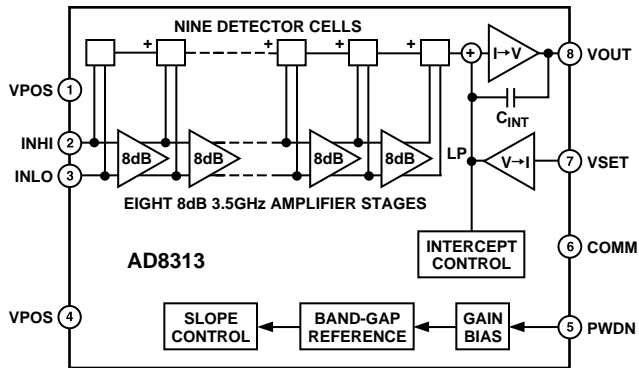 NINE DETECTOR CELLS
+ + + + +
I→V
8 VOUT
VPOS 1
CINT
INHI 2
8dB 8dB 8dB 8dB
LP
V→I
7 VSET
INLO 3
EIGHT 8dB 3.5GHz AMPLIFIER STAGES
INTERCEPT
CONTROL
6 COMM
AD8313
VPOS 4
SLOPE
CONTROL
BAND-GAP
REFERENCE
GAIN
BIAS
5 PWDN